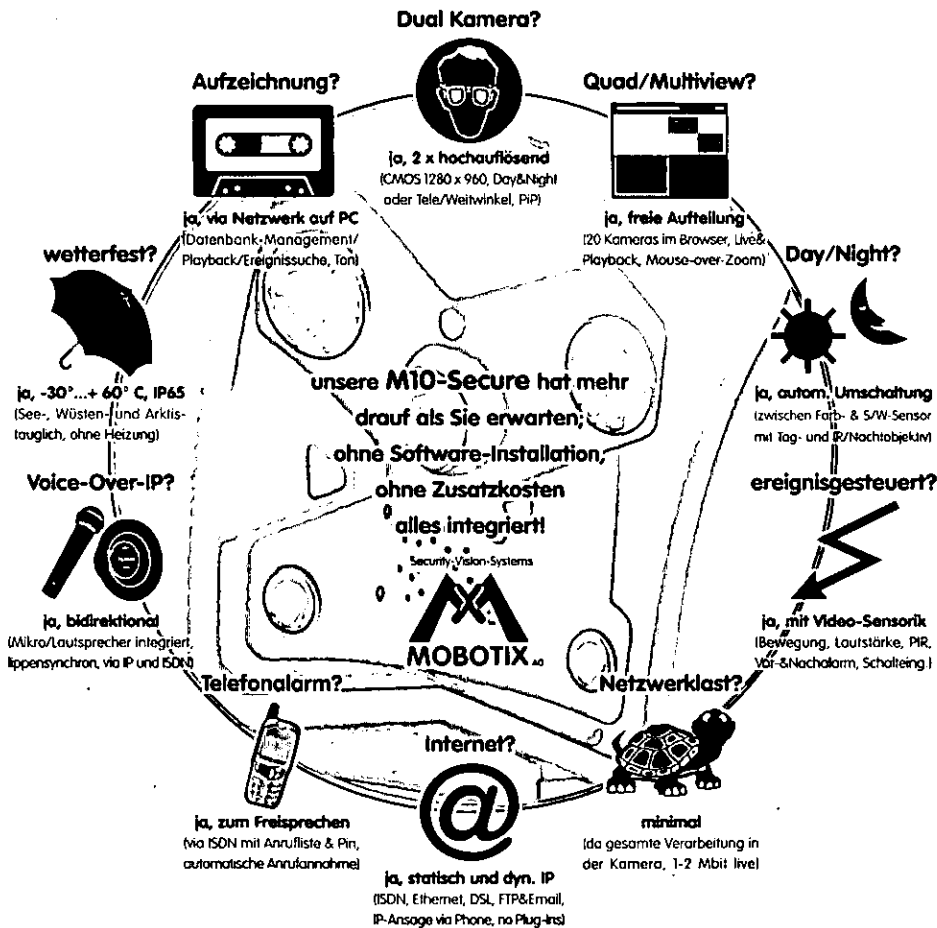 Dual Kamera?
ja, 2 x hochauflösend
(CMOS 1280 x 960, Day&Night
oder Tele/Weitwinkel, PiP)
Aufzeichnung?
ja, via Netzwerk auf PC
(Datenbank-Management/
Playback/Ereignissuche, Ton)
Quad/Multiview?
ja, freie Aufteilung
(20 Kameras im Browser, Live&
Playback, Mouse-over-Zoom)
wetterfest?
ja, -30°...+ 60° C, IP65
(See-, Wüsten- und Arktis-
tauglich, ohne Heizung)
Day/Night?
ja, autom. Umschaltung
(zwischen Farb- & S/W-Sensor
mit Tag- und IR/Nachtobjektiv)
unsere M10-Secure hat mehr
drauf als Sie erwarten;
ohne Software-Installation,
ohne Zusatzkosten
alles integriert!
Security-Vision-Systems
MOBOTIX AG
Voice-Over-IP?
ja, bidirektional
(Mikro/Lautsprecher integriert,
lippensynchron, via IP und ISDN)
ereignisgesteuert?
ja, mit Video-Sensorik
(Bewegung, Lautstärke, PIR,
Vor-&Nachalarm, Schalteing.)
Telefonalarm?
ja, zum Freisprechen
(via ISDN mit Anrufliste & Pin,
automatische Anrufannahme)
Internet?
@
ja, statisch und dyn. IP
(ISDN, Ethernet, DSL, FTP&Email,
IP-Ansage via Phone, no Plug-Ins)
Netzwerklast?
minimal
(da gesamte Verarbeitung in
der Kamera, 1-2 Mbit live)